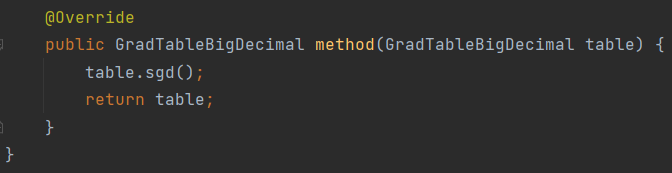 @Override
public GradTableBigDecimal method(GradTableBigDecimal table) {
table.sgd();
return table;
}
}